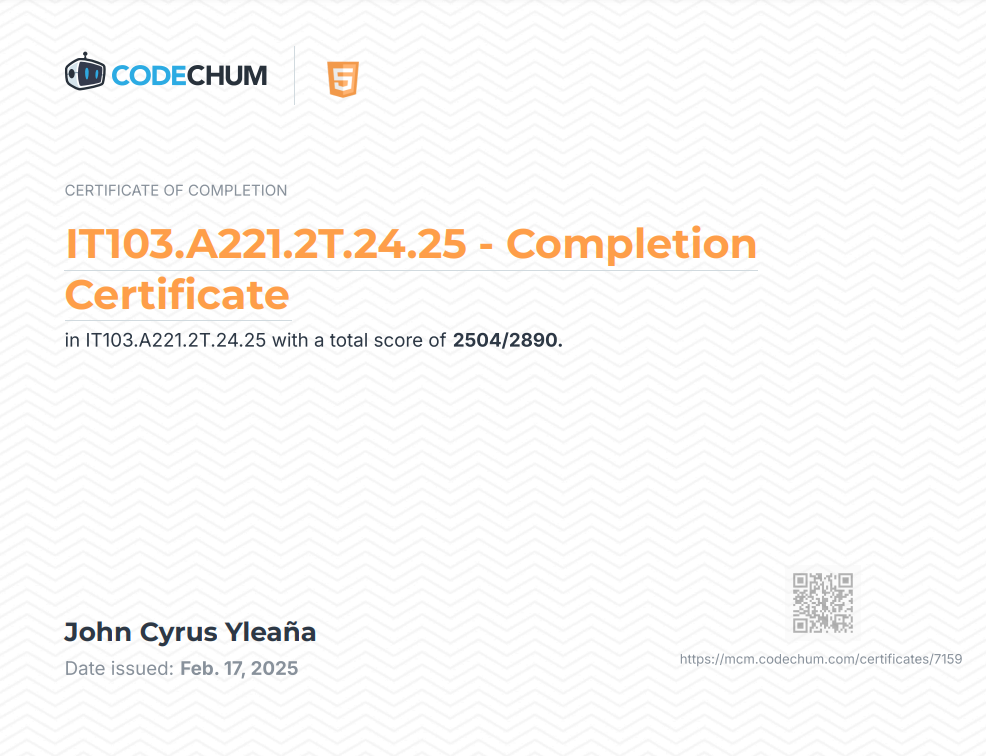 CODECHUM
5
CERTIFICATE OF COMPLETION
IT103.A221.2T.24.25 - Completion
Certificate
in IT103.A221.2T.24.25 with a total score of 2504/2890.
John Cyrus Yleaña
Date issued: Feb. 17, 2025
https://mcm.codechum.com/certificates/7159